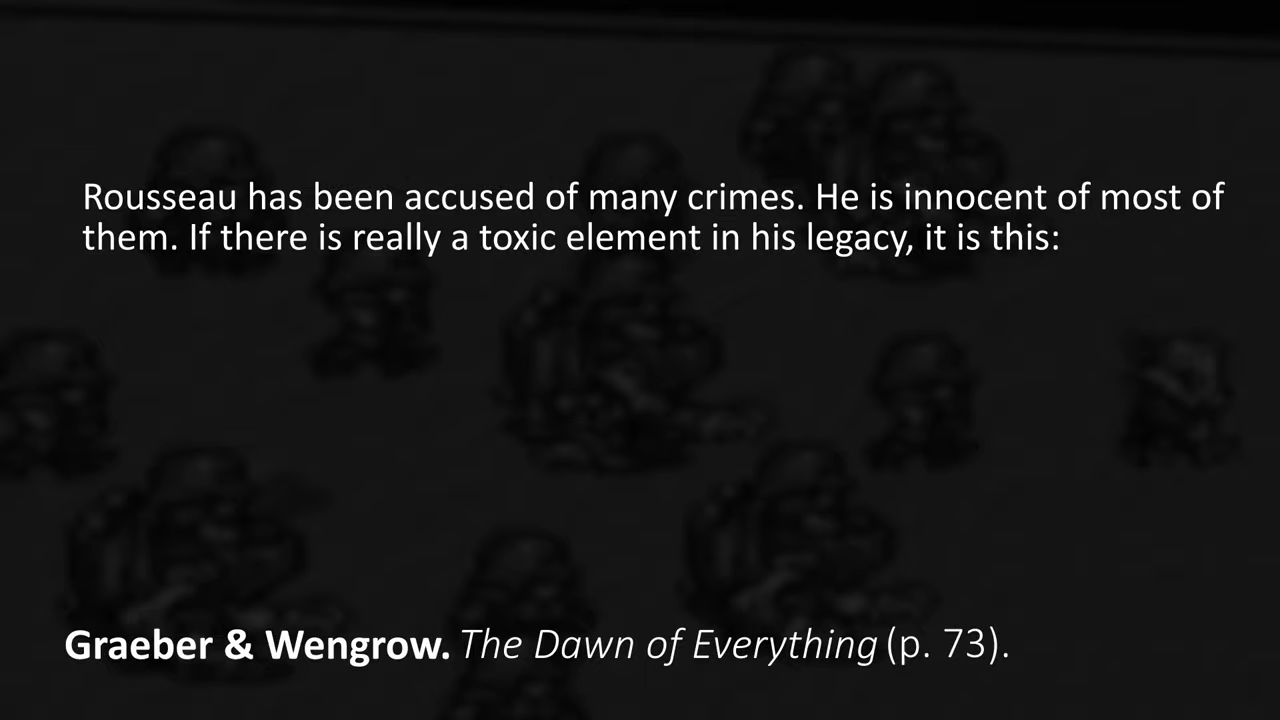 Rousseau has been accused of many crimes. He is innocent of most of
them. If there is really a toxic element in his legacy, it is this:
Graeber & Wengrow. The Dawn of Everything (p. 73).